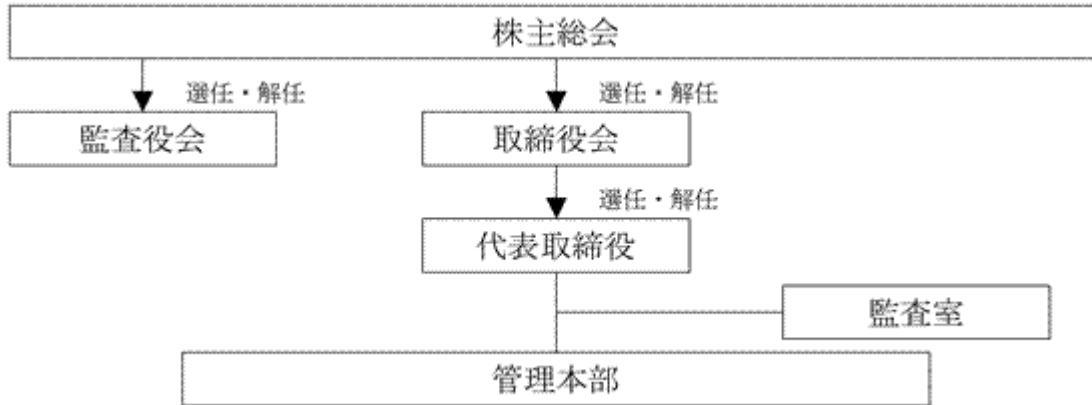 株主総会
選任・解任
選任・解任
監査役会
取締役会
選任・解任
代表取締役
監査室
管理本部